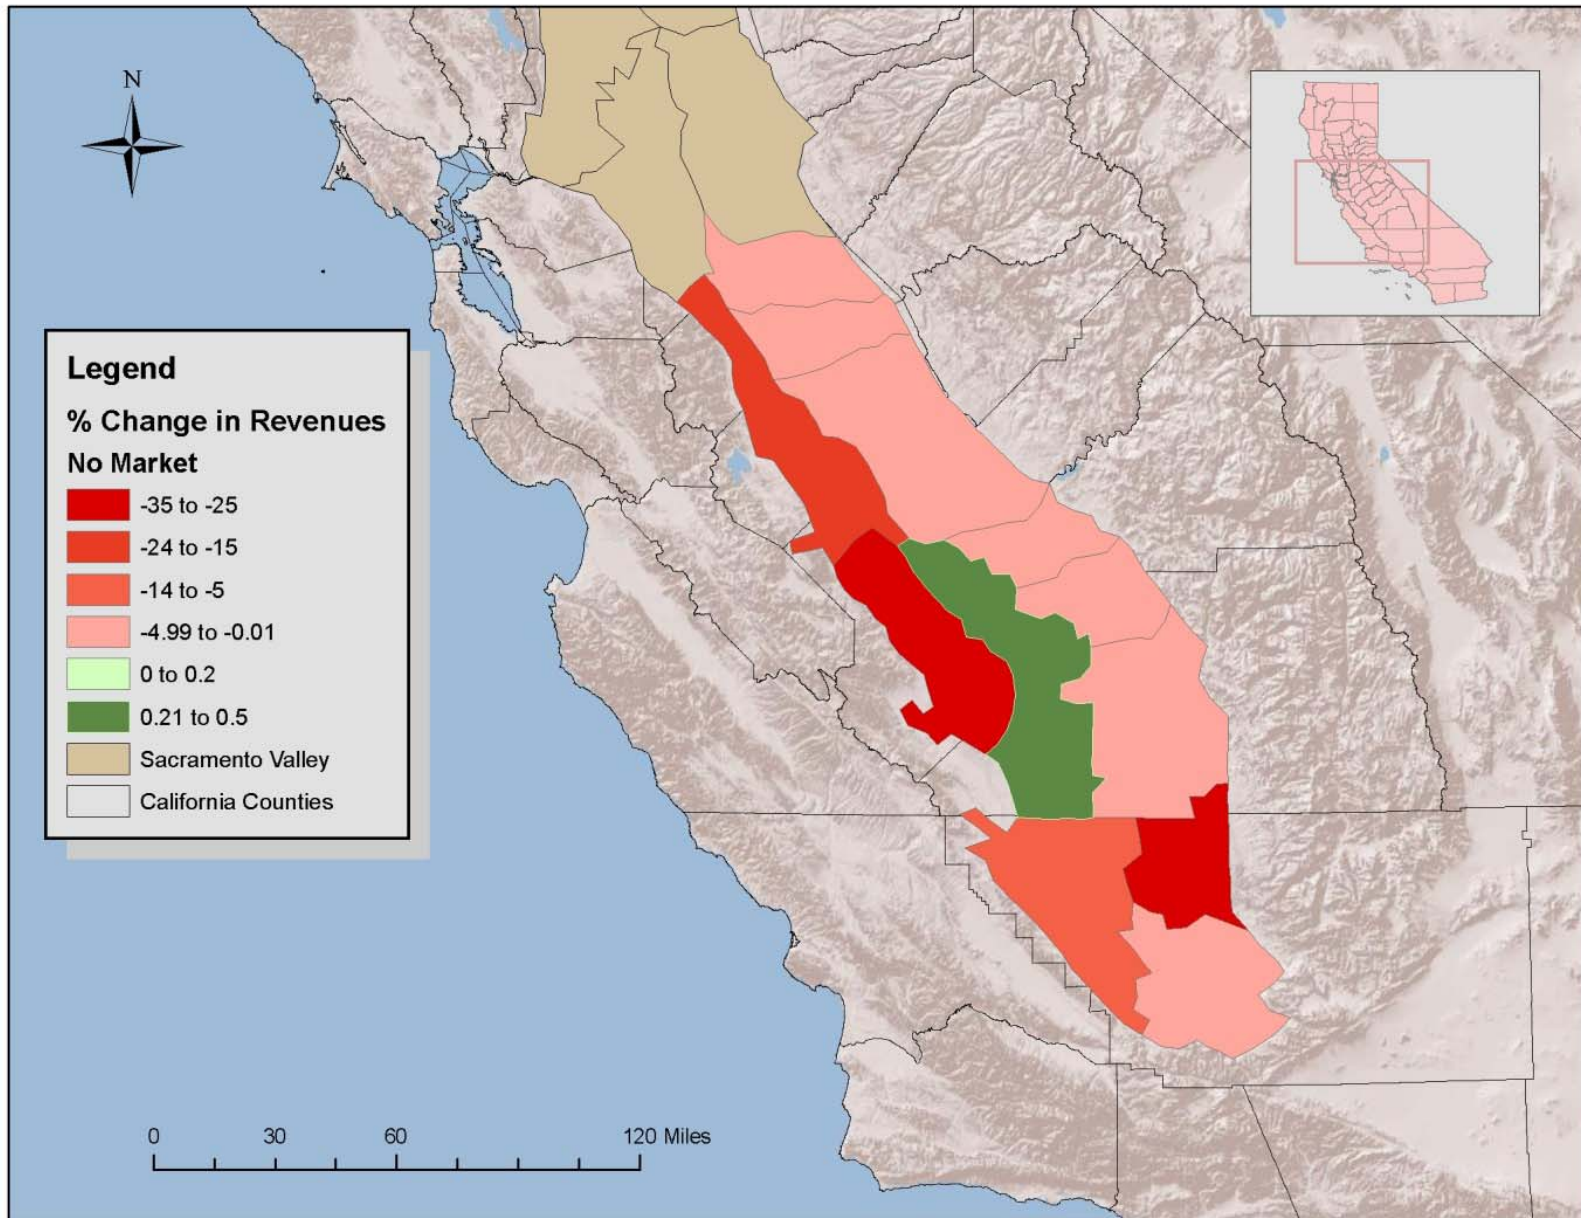 N
Legend
% Change in Revenues
No Market
-35 to -25
-24 to -15
-14 to -5
-4.99 to -0.01
0 to 0.2
0.21 to 0.5
Sacramento Valley
California Counties
0 30 60 120 Miles